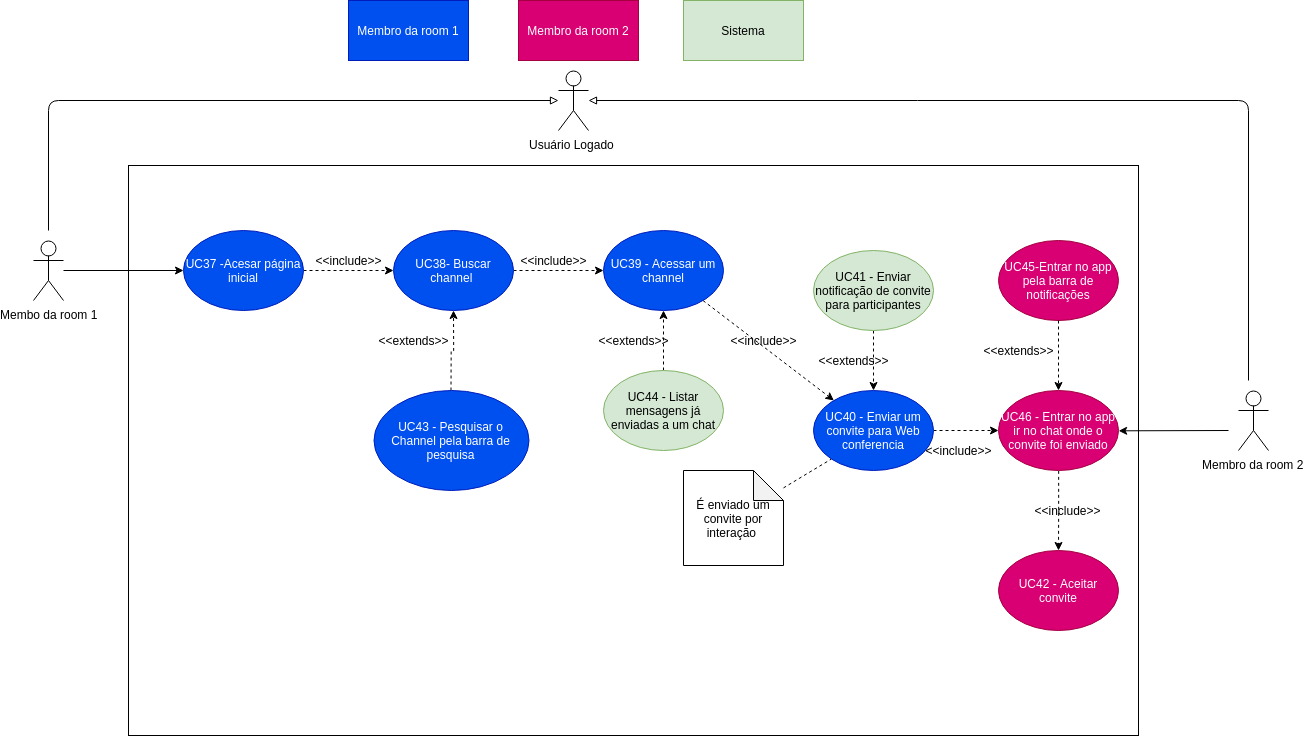 Membro da room 1
Membro da room 2
Sistema
Usuário Logado
Membo da room 1
UC37 -Acesar página
inicial
<<include>>
UC38- Buscar
channel
<<include>>
UC39 - Acessar um
channel
UC41 - Enviar
notificação de convite
para participantes
UC45-Entrar no app
pela barra de
notificações
<<extends>>
<<extends>>
<<include>>
<<extends>>
<<extends>>
UC43 - Pesquisar o
Channel pela barra de
pesquisa
UC44 - Listar
mensagens já
enviadas a um chat
UC40 - Enviar um
convite para Web
conferencia
<<include>>
UC46 - Entrar no app
ir no chat onde o
convite foi enviado
Membro da room 2
É enviado um
convite por
interação
<<include>>
UC42 - Aceitar
convite